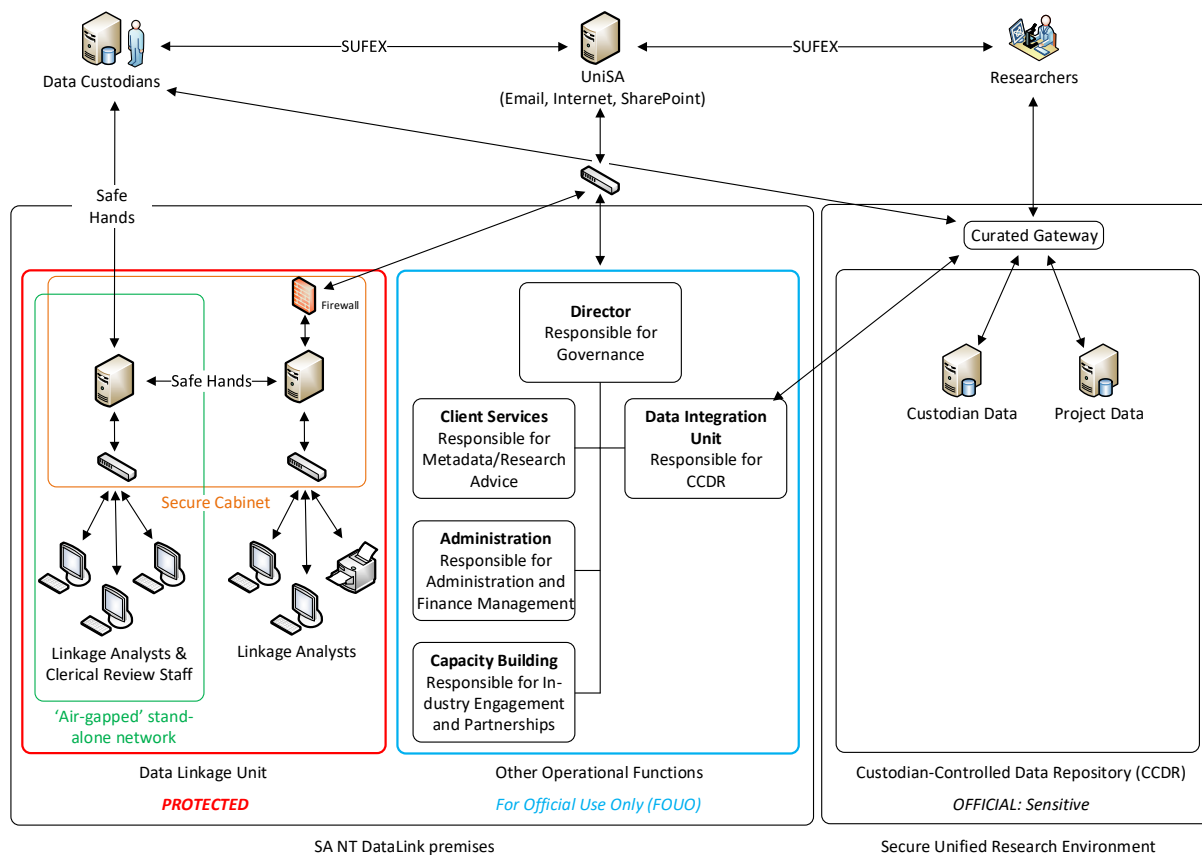 SUFEX
SUFEX
Data Custodians
UniSA
(Email, Internet, SharePoint)
Researchers
Safe
Hands
Curated Gateway
Firewall
Director
Responsible for
Governance
Safe Hands
Client Services
Responsible for
Metadata/Research
Advice
Data Integration
Unit
Responsible for
CCDR
Custodian Data
Project Data
Secure Cabinet
Administration
Responsible for
Administration and
Finance Management
Linkage Analysts &
Clerical Review Staff
Linkage Analysts
Capacity Building
Responsible for In-
dustry Engagement
and Partnerships
‘Air-gapped’ stand-
alone network
Data Linkage Unit
PROTECTED
Other Operational Functions
For Official Use Only (FOUO)
Custodian-Controlled Data Repository (CCDR)
OFFICIAL: Sensitive
SA NT DataLink premises
Secure Unified Research Environment